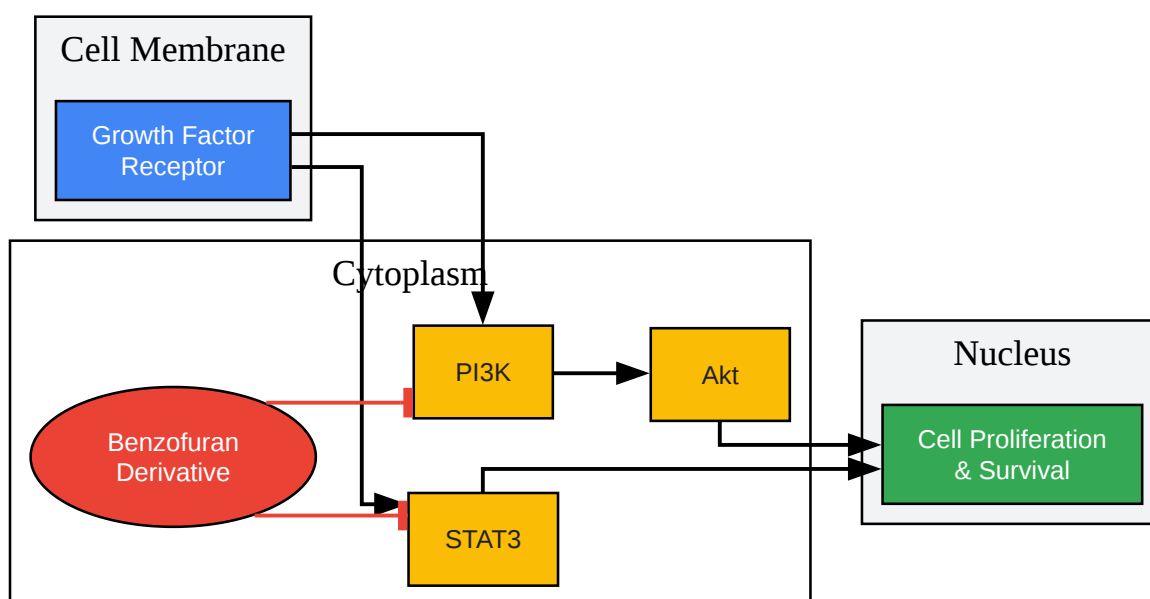 Cell Membrane
Growth Factor
Receptor
Cytoplasm
PI3K
Akt
Nucleus
Benzofuran
Derivative
Cell Proliferation
& Survival
STAT3